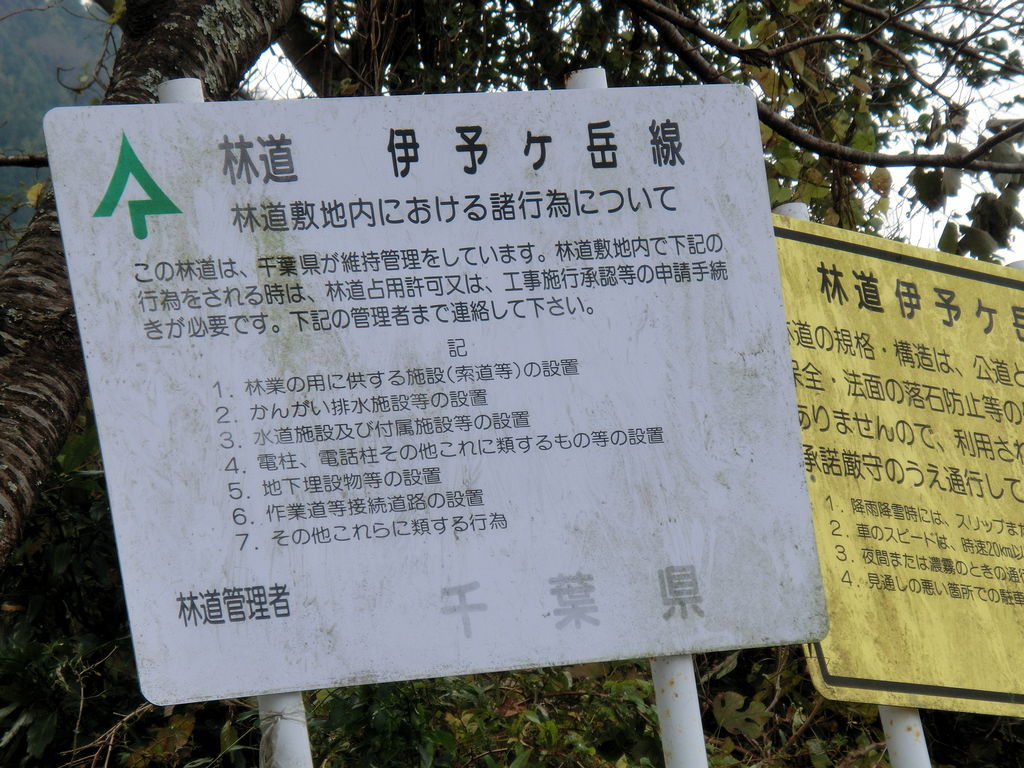 林道 伊予ケ岳線
林道敷地内における諸行為について
この林道は、千葉県が維持管理をしています。林道敷地内で下記の
行為をされる時は、林道占用許可又は、工事施行承認等の申請手続
きが必要です。下記の管理者まで連絡して下さい。
記
1. 林業の用に供する施設(索道等)の設置
2. かんがい排水施設等の設置
3. 水道施設及び付属施設等の設置
4. 電柱、電話柱その他これに類するもの等の設置
5. 地下埋設物等の設置
6. 作業道等接続道路の設置
7. その他これらに類する行為
林道管理者 千葉県
林道伊予ケ岳
道の規格・構造は、公道と
保全・法面の落石防止等の
ありませんので、利用され
承諾厳守のうえ通行して
1. 降雨降雪時には、スリップまた
2. 車のスピードは、時速20km以
3. 夜間または濃霧のときの通行
4. 見通しの悪い箇所での駐車